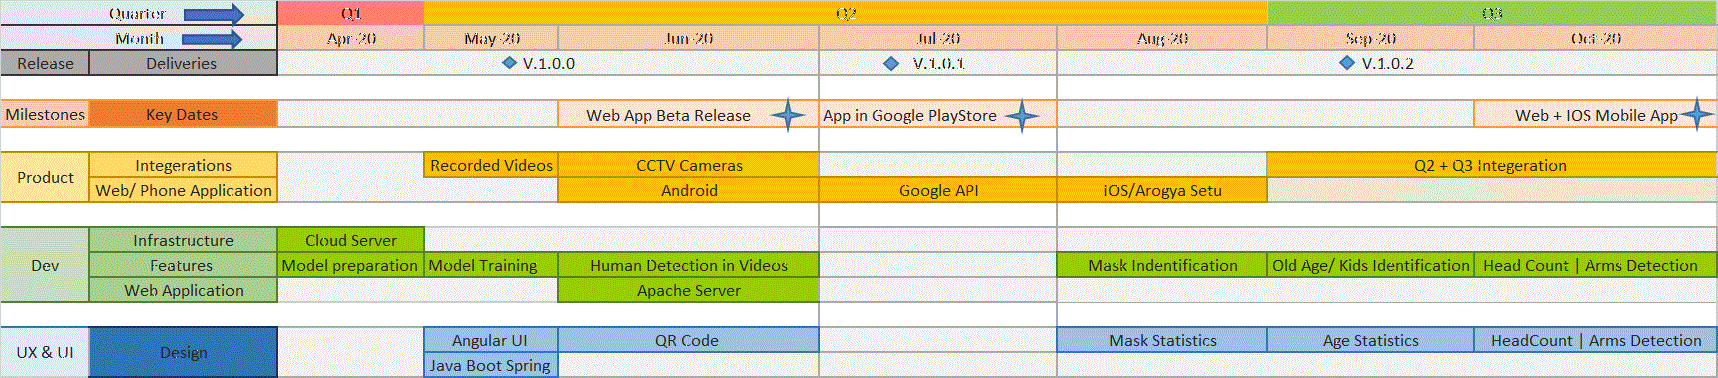 Quarter Q1 Q2 Q3
Month Apr-20 May-20 Jun-20 Jul-20 Aug-20 Sep-20 Oct-20
Release Deliveries V.1.0.0 V.1.0.1 V.1.0.2
Milestones Key Dates Web App Beta Release App in Google PlayStore Web + IOS Mobile App
Product Integerations Recorded Videos CCTV Cameras Q2 + Q3 Integeration
Web/ Phone Application Android Google API iOS/Arogya Setu
Dev Infrastructure Cloud Server
Features Model preparation Model Training Human Detection in Videos Mask Indentification Old Age/ Kids Identification Head Count | Arms Detection
Web Application Apache Server
UX & UI Design Angular UI QR Code Mask Statistics Age Statistics HeadCount | Arms Detection
Java Boot Spring